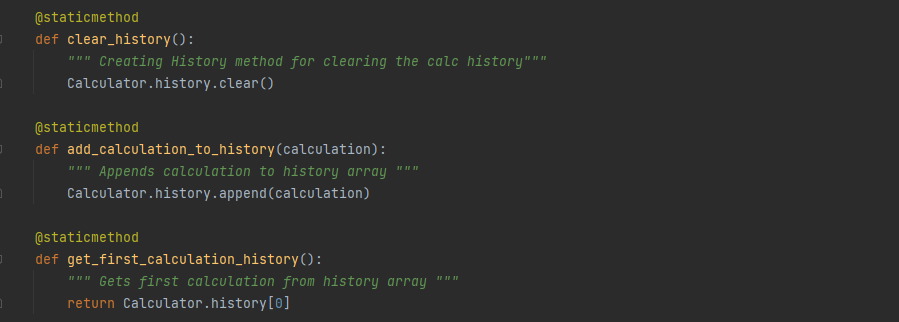 @staticmethod
def clear_history():
""" Creating History method for clearing the calc history"""
Calculator.history.clear()
@staticmethod
def add_calculation_to_history(calculation):
""" Appends calculation to history array """
Calculator.history.append(calculation)
@staticmethod
def get_first_calculation_history():
""" Gets first calculation from history array """
return Calculator.history[0]